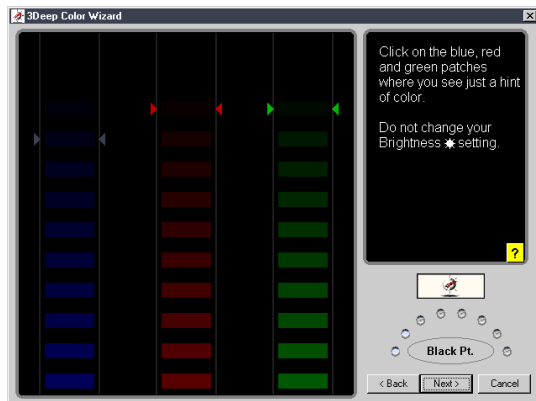 3Deep Color Wizard
Click on the blue, red
and green patches
where you see just a hint
of color.
Do not change your
Brightness setting.
?
Black Pt.
< Back
Next >
Cancel